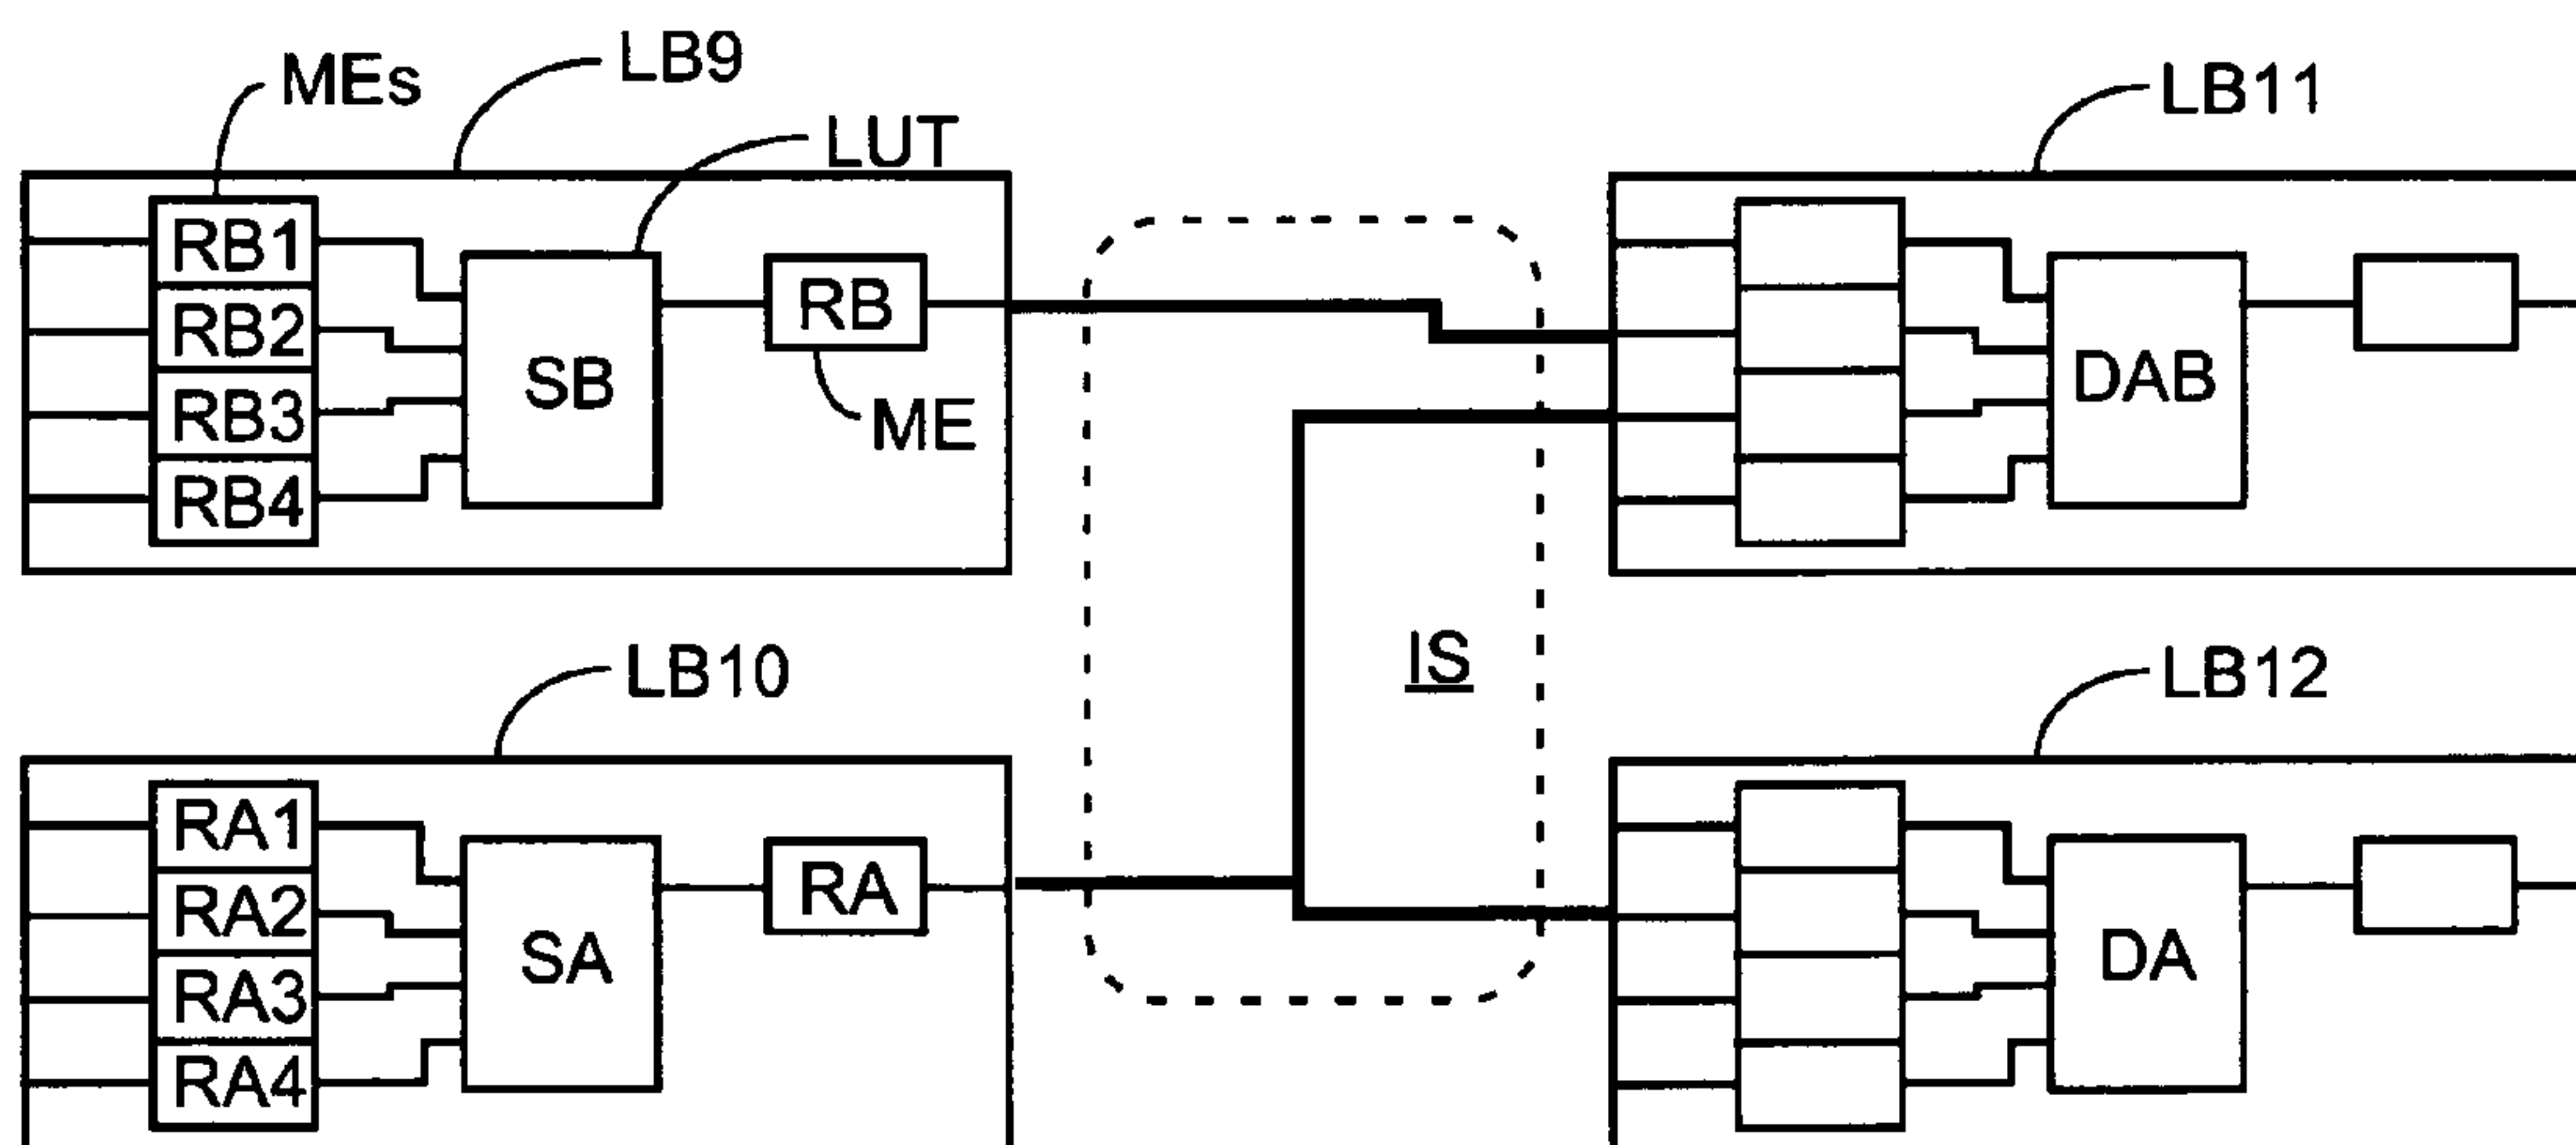 MEs
LB9
LUT
LB11
RB1
RB2
RB3
RB4
SB
RB
ME
DAB
IS
LB10
LB12
RA1
RA2
RA3
RA4
SA
RA
DA